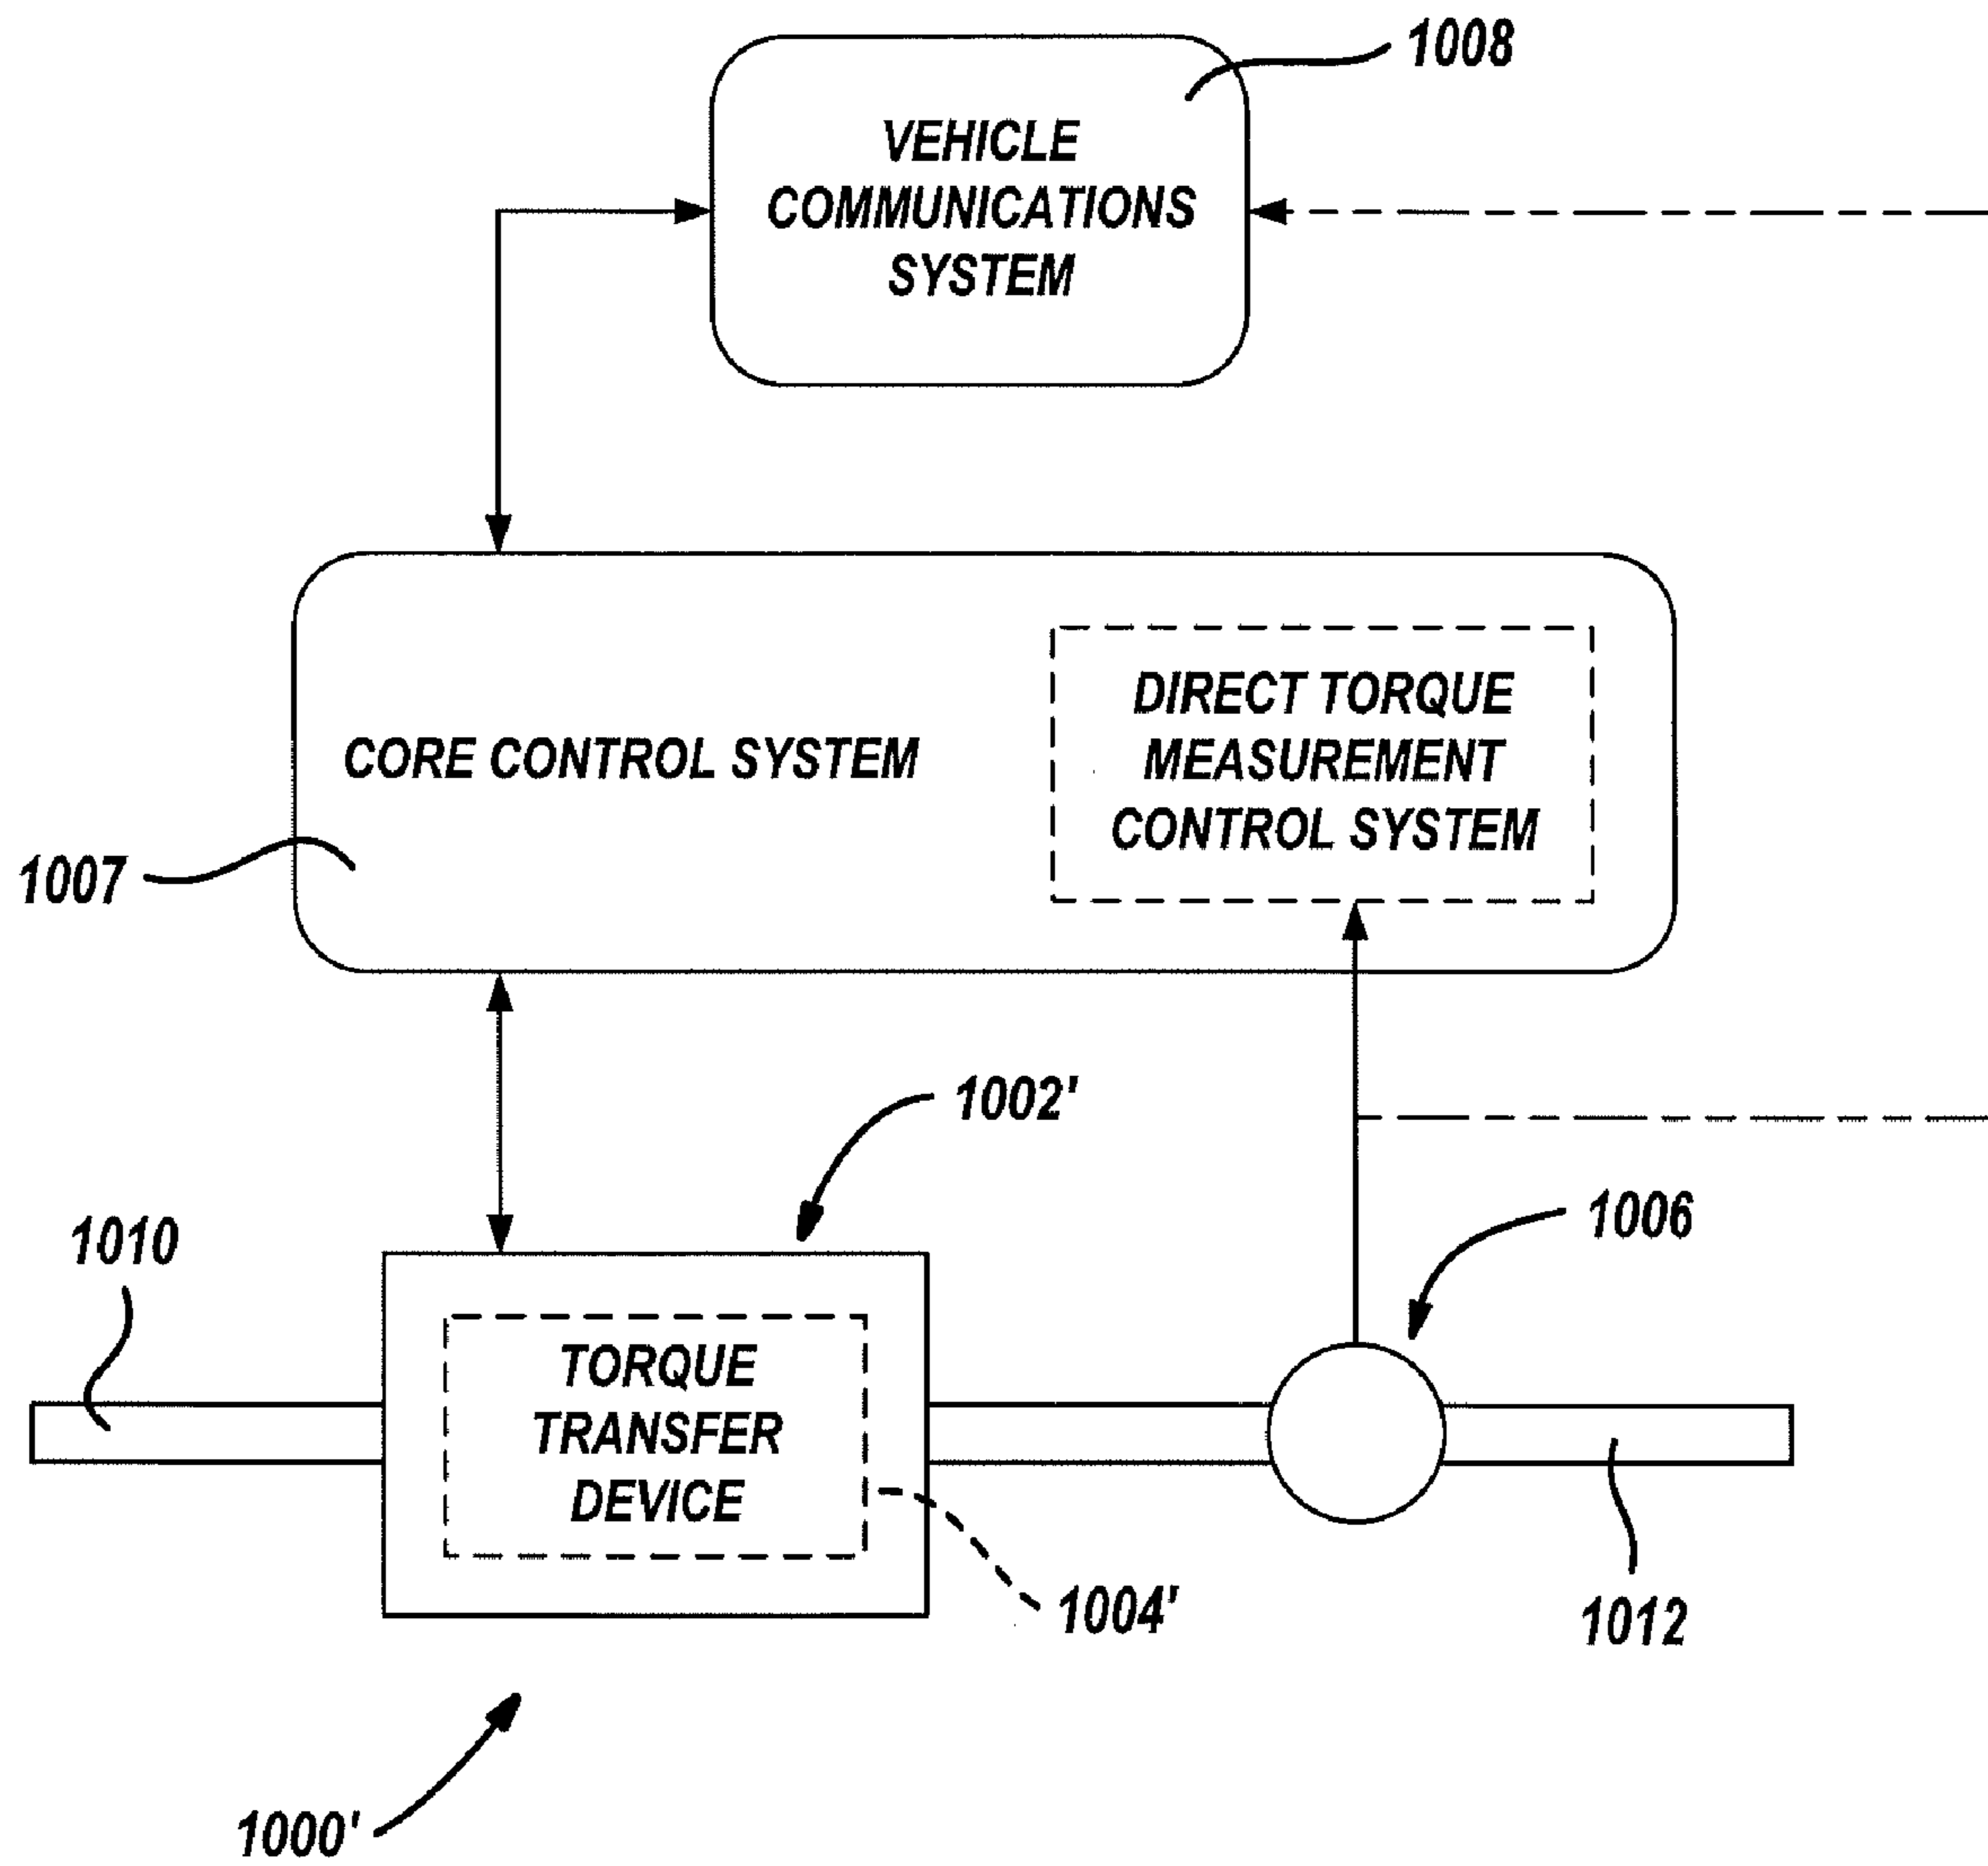 1008
VEHICLE
COMMUNICATIONS
SYSTEM
DIRECT TORQUE
MEASUREMENT
CONTROL SYSTEM
CORE CONTROL SYSTEM
1007
1002'
1006
1010
TORQUE
TRANSFER
DEVICE
1004'
1012
1000'